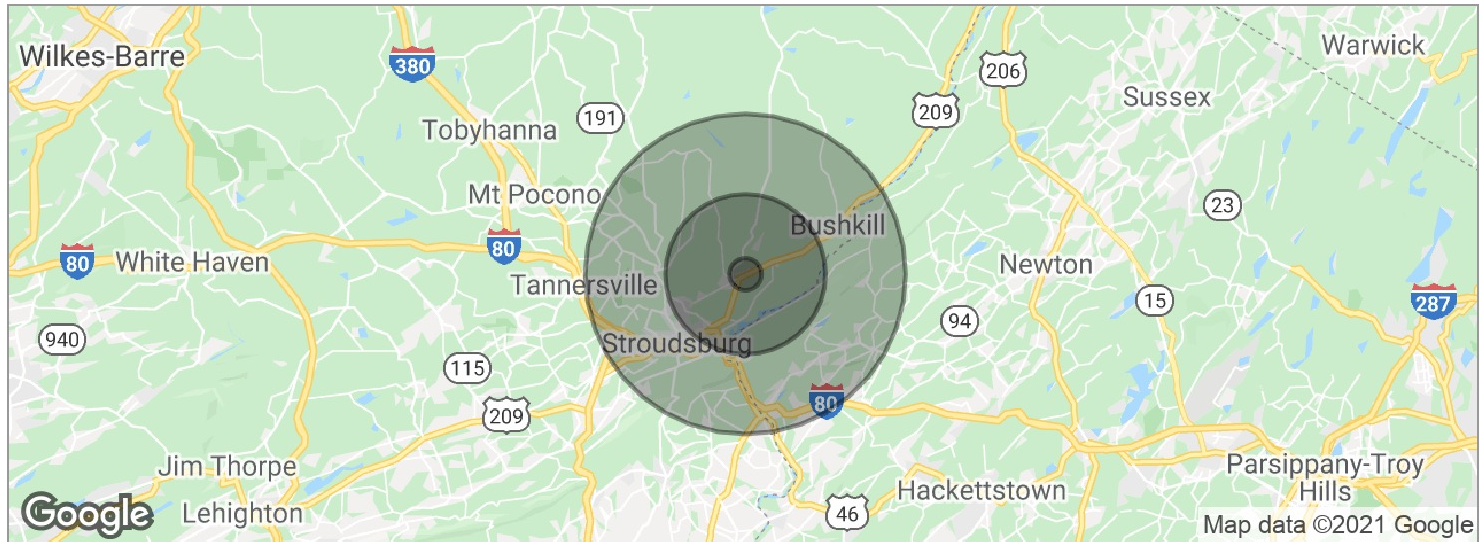 Warwick
206
Wilkes-Barre
380
Sussex
209
191
Tobyhanna
Mt Pocono
23
Bushkill
80
80
White Haven
Newton
Tannersville
15
287
94
940
Stroudsburg
115
80
209
Jim Thorpe
Parsippany-Troy
Hills
Hackettstown
Google
Lehighton
46
Map data ©2021 Google